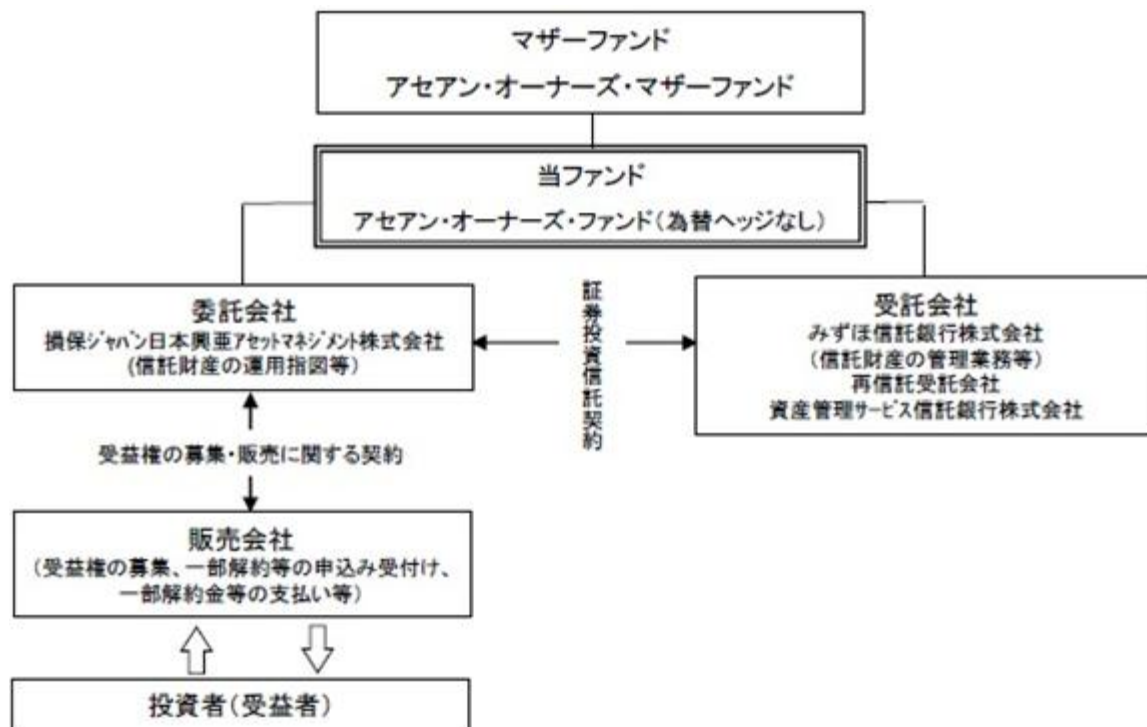 マザーファンド
アセアン・オーナーズ・マザーファンド
当ファンド
アセアン・オーナーズ・ファンド(為替ヘッジなし)
委託会社
損保ｼﾞｬﾊﾟﾝ日本興亜ｱｾｯﾄﾏﾈｼﾞﾒﾝﾄ株式会社
(信託財産の運用指図等)
証券投資信託契約
受託会社
みずほ信託銀行株式会社
(信託財産の管理業務等)
再信託受託会社
資産管理サービス信託銀行株式会社
受益権の募集・販売に関する契約
販売会社
(受益権の募集、一部解約等の申込み受付け、
一部解約金等の支払い等)
投資者(受益者)